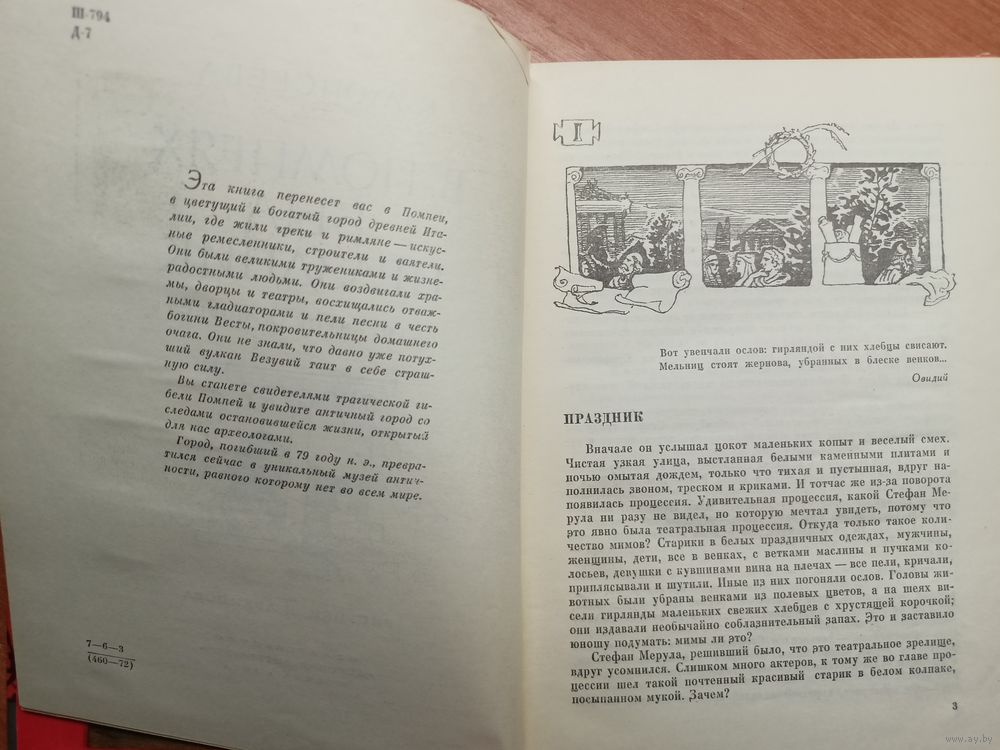 Ш-794
Д-7
Эта книга перенесет вас в Помпеи,
в цветущий и богатый город древней Ита-
лии, где жили греки и римляне — искус-
ные ремесленники, строители и ваятели.
Они были великими тружениками и жизне-
радостными людьми. Они воздвигали хра-
мы, дворцы и театры, восхищались отваж-
ными гладиаторами и пели песни в честь
богини Весты, покровительницы домашнего
очага. Они не знали, что давно уже потух-
ший вулкан Везувий таит в себе страш-
ную силу.
Вы станете свидетелями трагической ги-
бели Помпей и увидите античный город со
следами остановившейся жизни, открытый
для нас археологами.
Город, погибший в 79 году н. э., превра-
тился сейчас в уникальный музей антич-
ности, равного которому нет во всем мире.
7—6—3
(460—72)
I
Вот увенчали ослов: гирляндой с них хлебцы свисают.
Мельниц стоят жернова, убранных в блеске венков...
Овидий
ПРАЗДНИК
Вначале он услышал цокот маленьких копыт и веселый смех.
Чистая узкая улица, выстланная белыми каменными плитами и
ночью омытая дождем, только что тихая и пустынная, вдруг на-
полнилась звоном, треском и криками. И тотчас же из-за поворота
появилась процессия. Удивительная процессия, какой Стефан Ме-
рула ни разу не видел, но которую мечтал увидеть, потому что
это явно была театральная процессия. Откуда только такое коли-
чество мимов? Старики в белых праздничных одеждах, мужчины,
женщины, дети, все в венках, с ветками маслины и пучками ко-
лосьев, девушки с кувшинами вина на плечах — все пели, кричали,
приплясывали и шутили. Иные из них погоняли ослов. Головы жи-
вотных были убраны венками из полевых цветов, а на шеях ви-
сели гирлянды маленьких свежих хлебцев с хрустящей корочкой;
они издавали необычайно соблазнительный запах. Это и заставило
юношу подумать: мимы ли это?
Стефан Мерула, решивший было, что это театральное зрелище,
вдруг усомнился. Слишком много актеров, к тому же во главе про-
цессии шел такой почтенный красивый старик в белом колпаке,
посыпанном мукой. Зачем?
3
www.ay.by